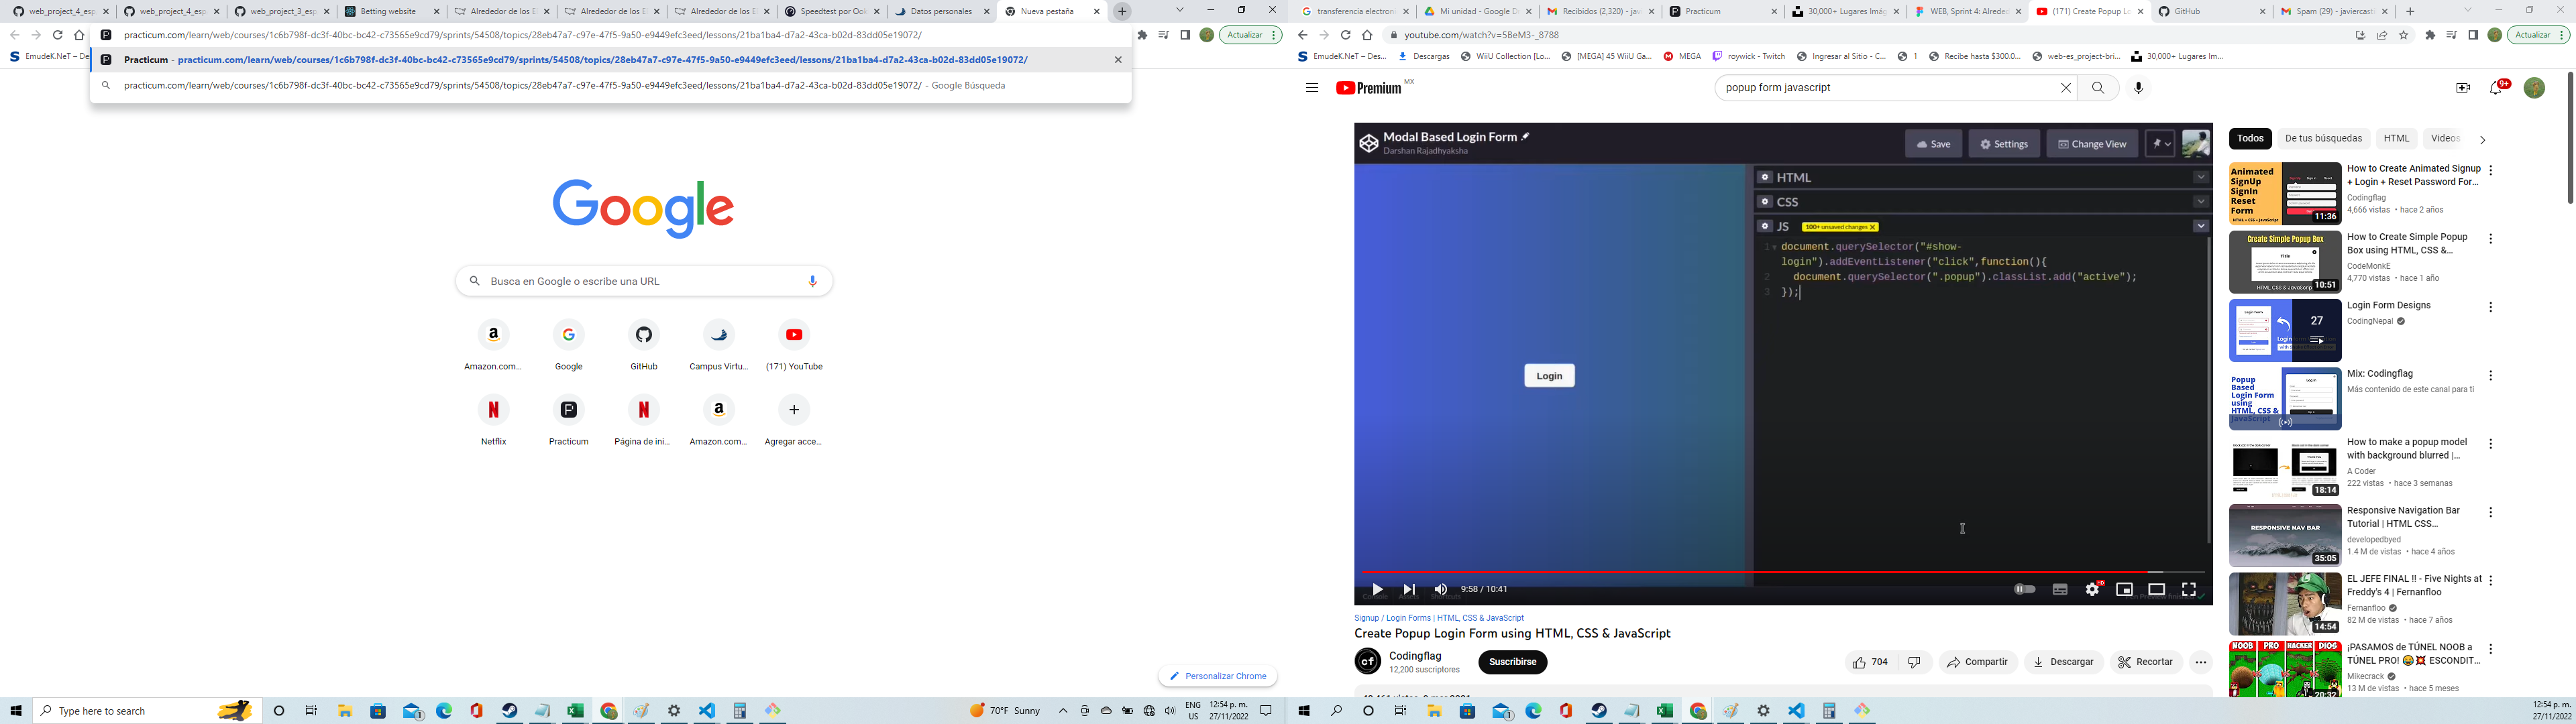 web_project_4_esp
web_project_4_esp
web_project_3_esp
Betting website
Alrededor de los E
Alrededor de los E
Alrededor de los E
Speedtest por Ook
Datos personales
Nueva pestaña
practicum.com/learn/web/courses/1c6b798f-dc3f-40bc-bc42-c73565e9cd79/sprints/54508/topics/28eb47a7-c97e-47f5-9a50-e9449efc3eed/lessons/21ba1ba4-d7a2-43ca-b02d-83dd05e19072/
Actualizar
EmudeK.NeT – De
Practicum - practicum.com/learn/web/courses/1c6b798f-dc3f-40bc-bc42-c73565e9cd79/sprints/54508/topics/28eb47a7-c97e-47f5-9a50-e9449efc3eed/lessons/21ba1ba4-d7a2-43ca-b02d-83dd05e19072/
practicum.com/learn/web/courses/1c6b798f-dc3f-40bc-bc42-c73565e9cd79/sprints/54508/topics/28eb47a7-c97e-47f5-9a50-e9449efc3eed/lessons/21ba1ba4-d7a2-43ca-b02d-83dd05e19072/ - Google Búsqueda
Google
Busca en Google o escribe una URL
Amazon.com...
Google
GitHub
Campus Virtu...
(171) YouTube
Netflix
Practicum
Página de ini...
Amazon.com...
Agregar acce...
Personalizar Chrome
Type here to search
70°F Sunny
ENG
US
12:54 p. m.
27/11/2022
transferencia electroni
Mi unidad - Google Dr
Recibidos (2,320) - jav
Practicum
30,000+ Lugares Imág
WEB, Sprint 4: Alreded
(171) Create Popup Lo
GitHub
Spam (29) - javiercast
youtube.com/watch?v=5BeM3-_8788
Actualizar
EmudeK.NeT – Des...
Descargas
WiiU Collection [Lo...
[MEGA] 45 WiiU Ga...
MEGA
roywick - Twitch
Ingresar al Sitio - C...
1
Recibe hasta $300.0...
web-es_project-bri...
30,000+ Lugares Im...
Premium MX
popup form javascript
9+
Modal Based Login Form
Darshan Rajadhyaksha
Save
Settings
Change View
HTML
CSS
JS
100+ unsaved changes X
1 document.querySelector("#show-
login").addEventListener("click",function(){
2 document.querySelector(".popup").classList.add("active");
3 });
Login
9:58 / 10:41
HD
Signup / Login Forms | HTML, CSS & JavaScript
Create Popup Login Form using HTML, CSS & JavaScript
cf
Codingflag
12,200 suscriptores
Suscribirse
704
Compartir
Descargar
Recortar
Todos
De tus búsquedas
HTML
Videos
Animated
SignUp
SignIn
Reset
Form
11:36
How to Create Animated Signup
+ Login + Reset Password For...
Codingflag
4,666 vistas • hace 2 años
Create Simple Popup Box
Title
HTML, CSS & JavaScript
10:51
How to Create Simple Popup
Box using HTML, CSS &...
CodeMonkE
4,770 vistas • hace 1 año
27
Login Form Designs
CodingNepal
Popup
Based
Login Form
using
HTML, CSS &
JavaScript
Mix: Codingflag
Más contenido de este canal para ti
18:14
How to make a popup model
with background blurred |...
A Coder
222 vistas • hace 3 semanas
RESPONSIVE NAV BAR
35:05
Responsive Navigation Bar
Tutorial | HTML CSS...
developedbyed
1.4 M de vistas • hace 4 años
14:54
EL JEFE FINAL !! - Five Nights at
Freddy's 4 | Fernanfloo
Fernanfloo
82 M de vistas • hace 7 años
NOOB
PRO
HACKER
DIOS
20:32
¡PASAMOS de TÚNEL NOOB a
TÚNEL PRO! 😂💥 ESCONDIT...
Mikecrack
13 M de vistas • hace 5 meses
12:54 p. m.
27/11/2022